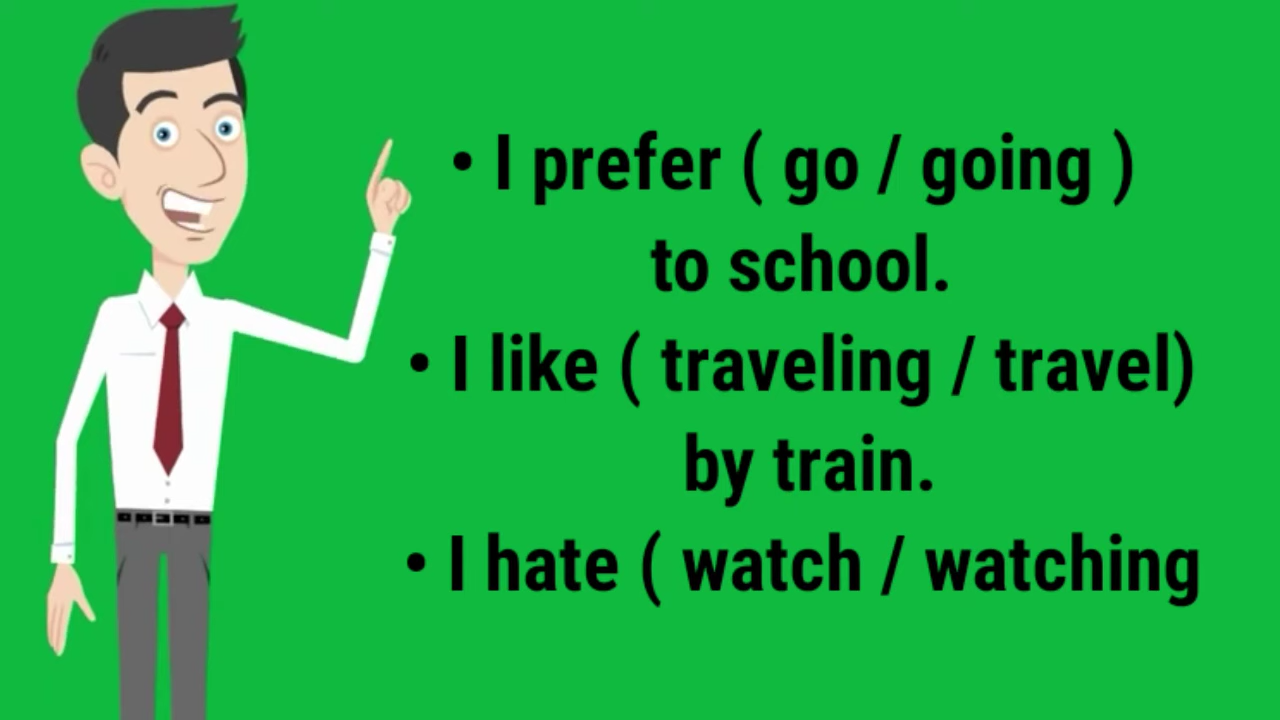 • I prefer ( go / going )
to school.
• I like ( traveling / travel)
by train.
• I hate ( watch / watching